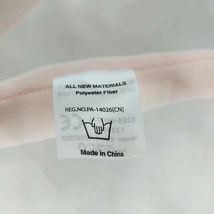 ALL NEW MATERIALS
Polyester Fiber
REG.NO.PA-14026(CN)
Made in China